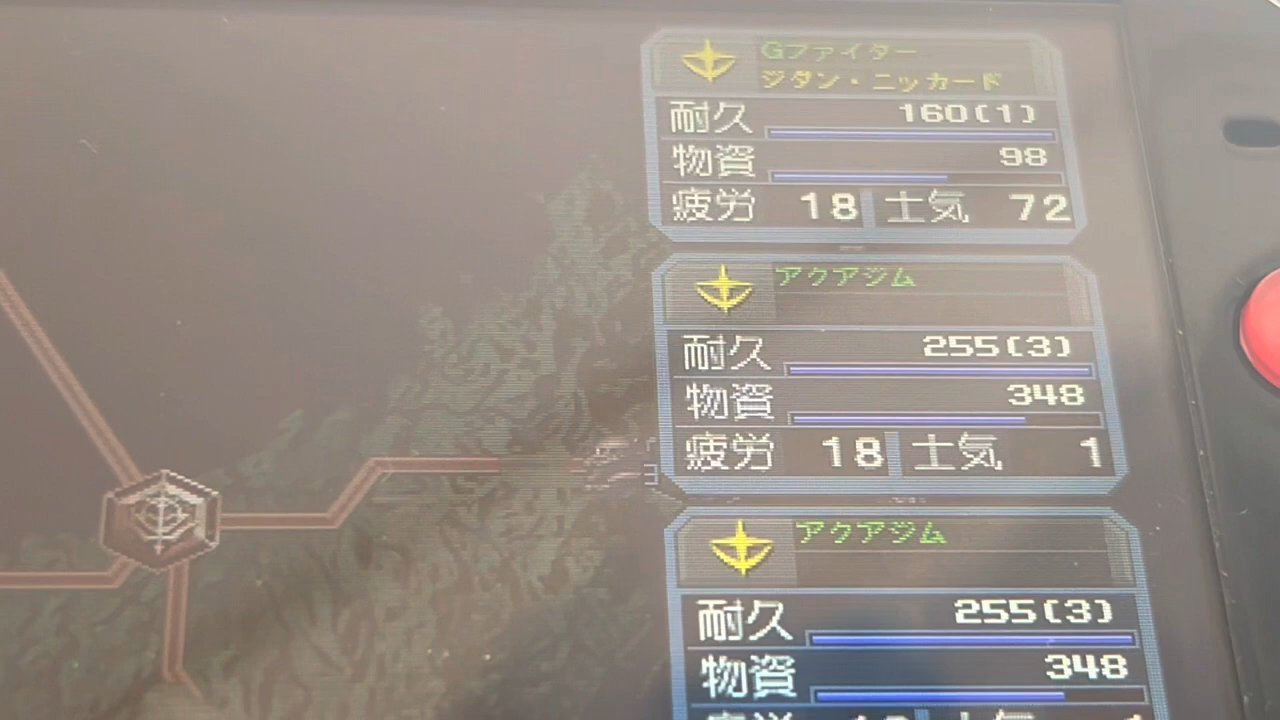 Gファイター
ジダン・ニッカード
耐久 160(1)
物資 98
疲労 18 士気 72
アクアジム
耐久 255(3)
物資 348
疲労 18 士気 1
3
アクアジム
耐久 255(3)
物資 348